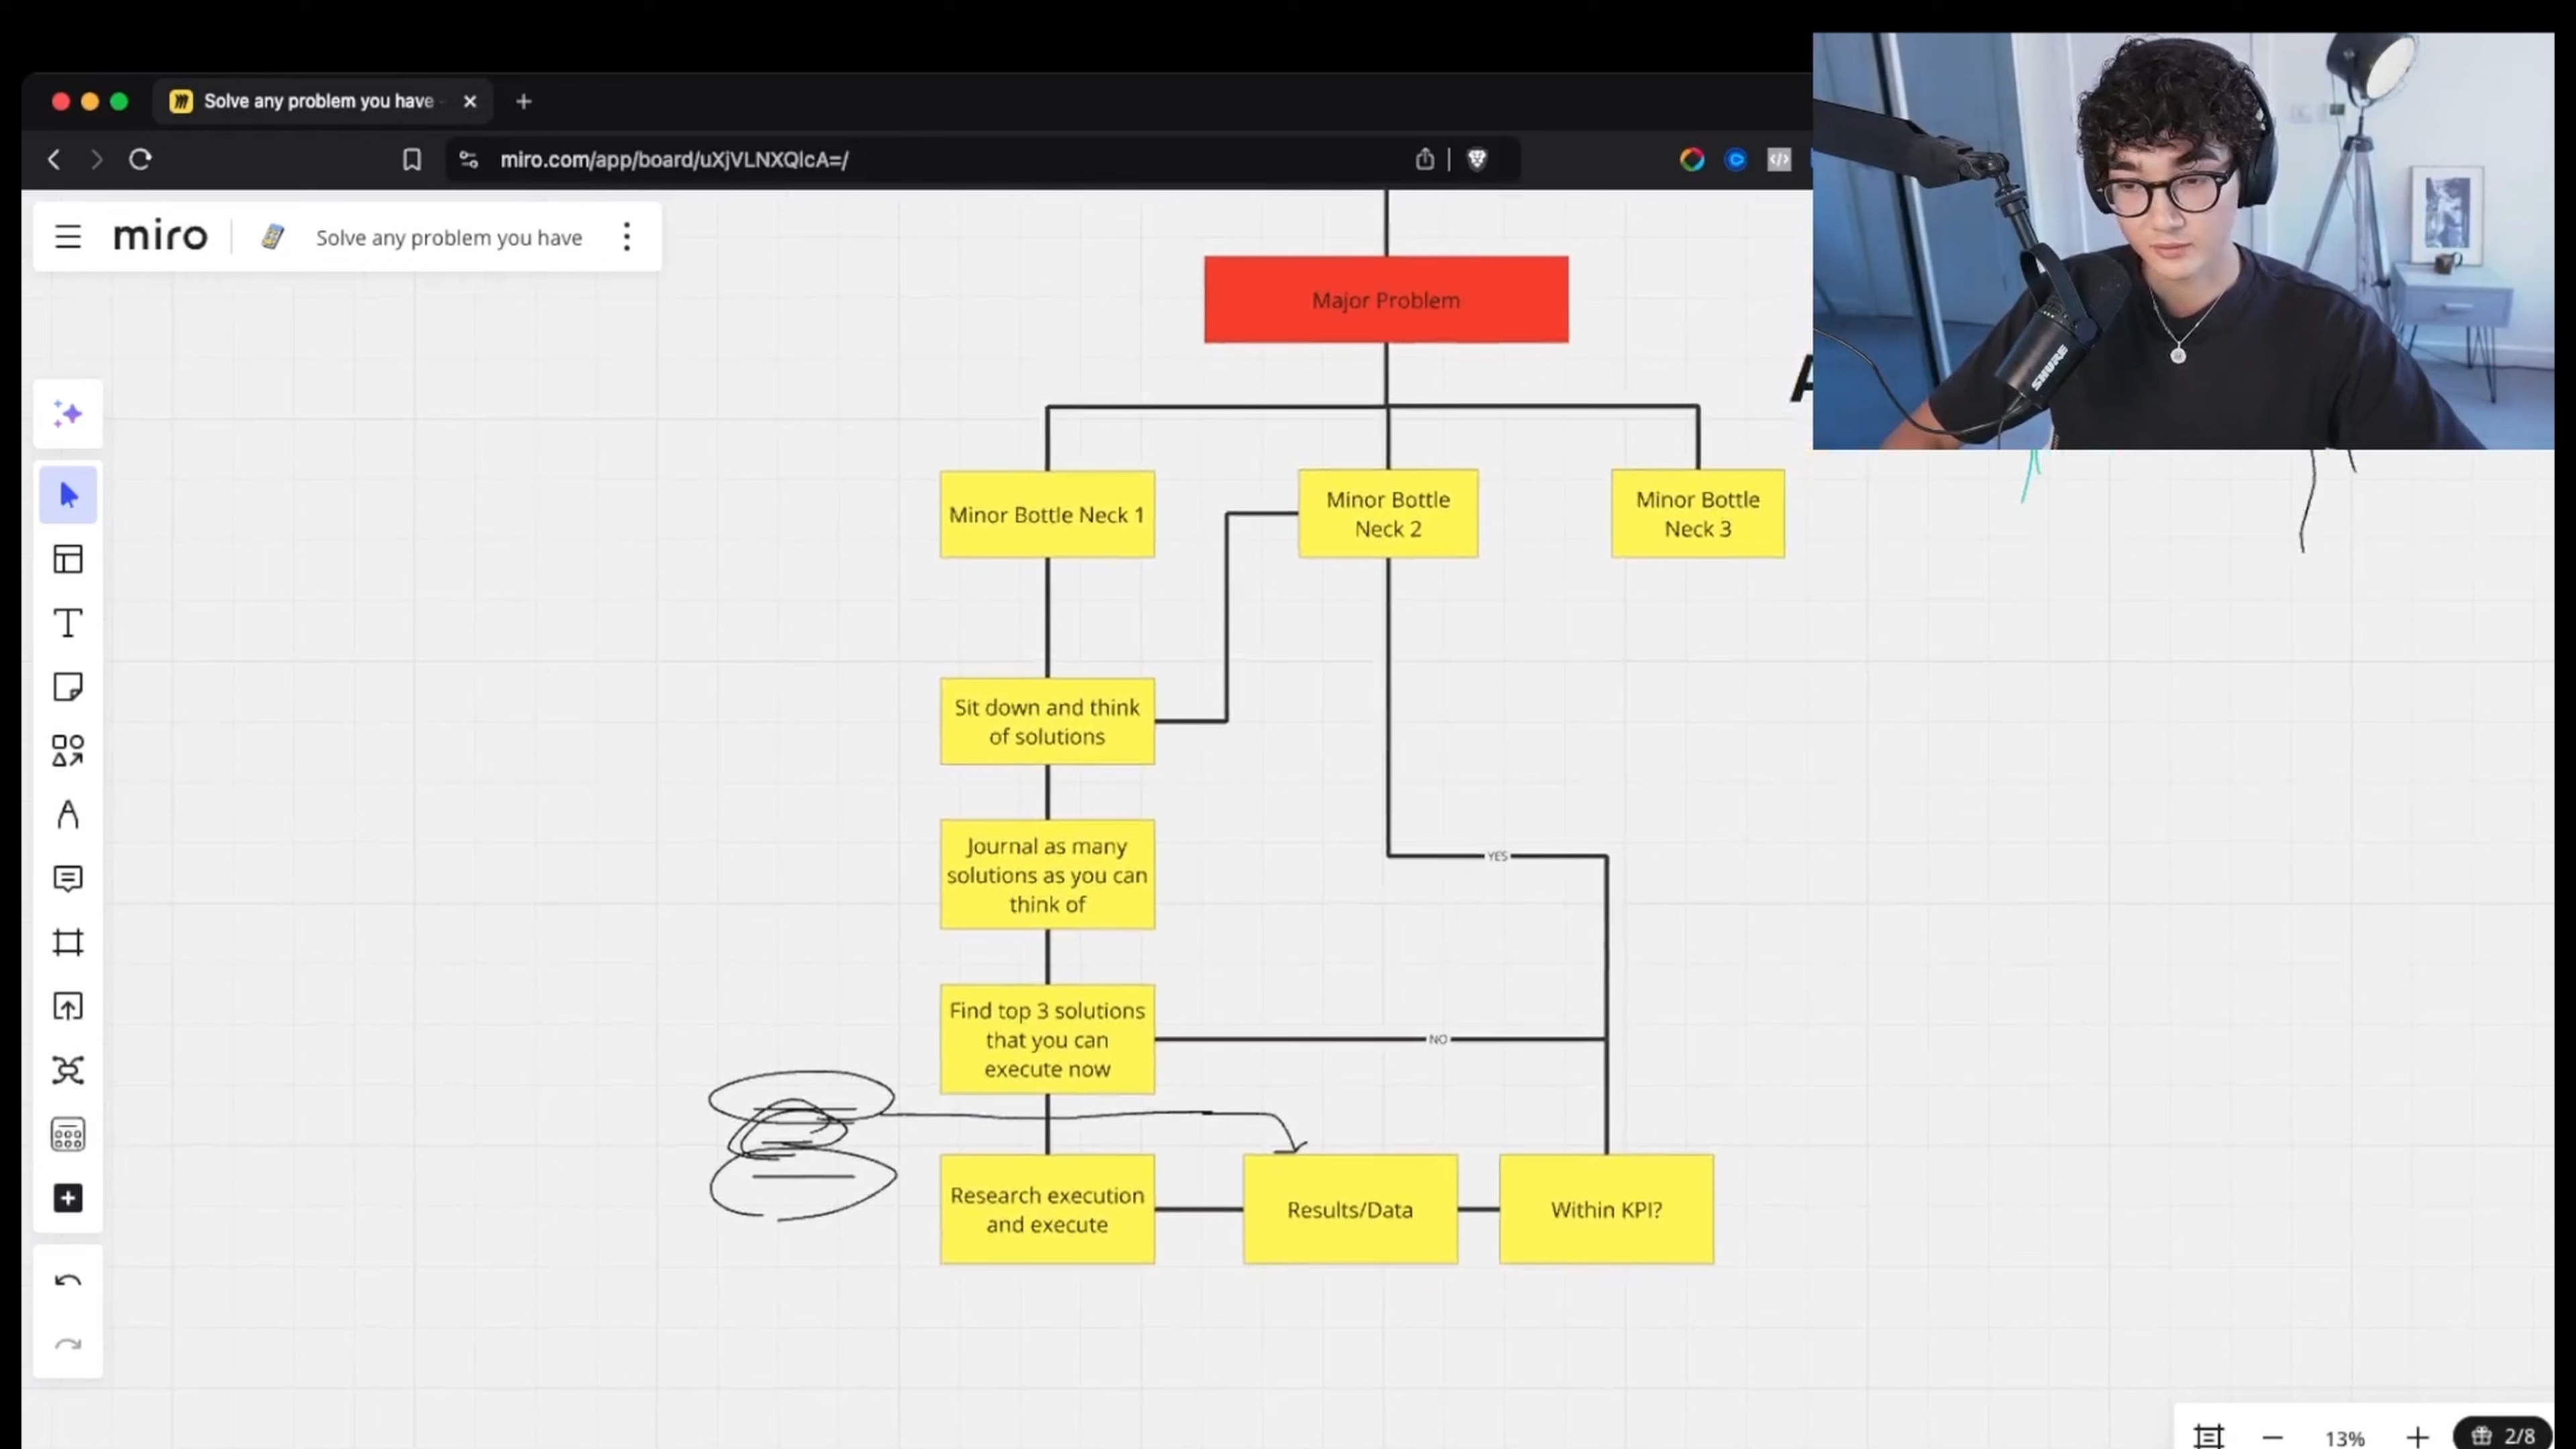 Solve any problem you have
miro.com/app/board/uXjVLNXQlcA=/
miro
Solve any problem you have
Major Problem
Minor Bottle Neck 1
Minor Bottle
Neck 2
Minor Bottle
Neck 3
Sit down and think
of solutions
Journal as many
solutions as you can
think of
YES
Find top 3 solutions
that you can
execute now
NO
Research execution
and execute
Results/Data
Within KPI?
SHURE
13%
2/8